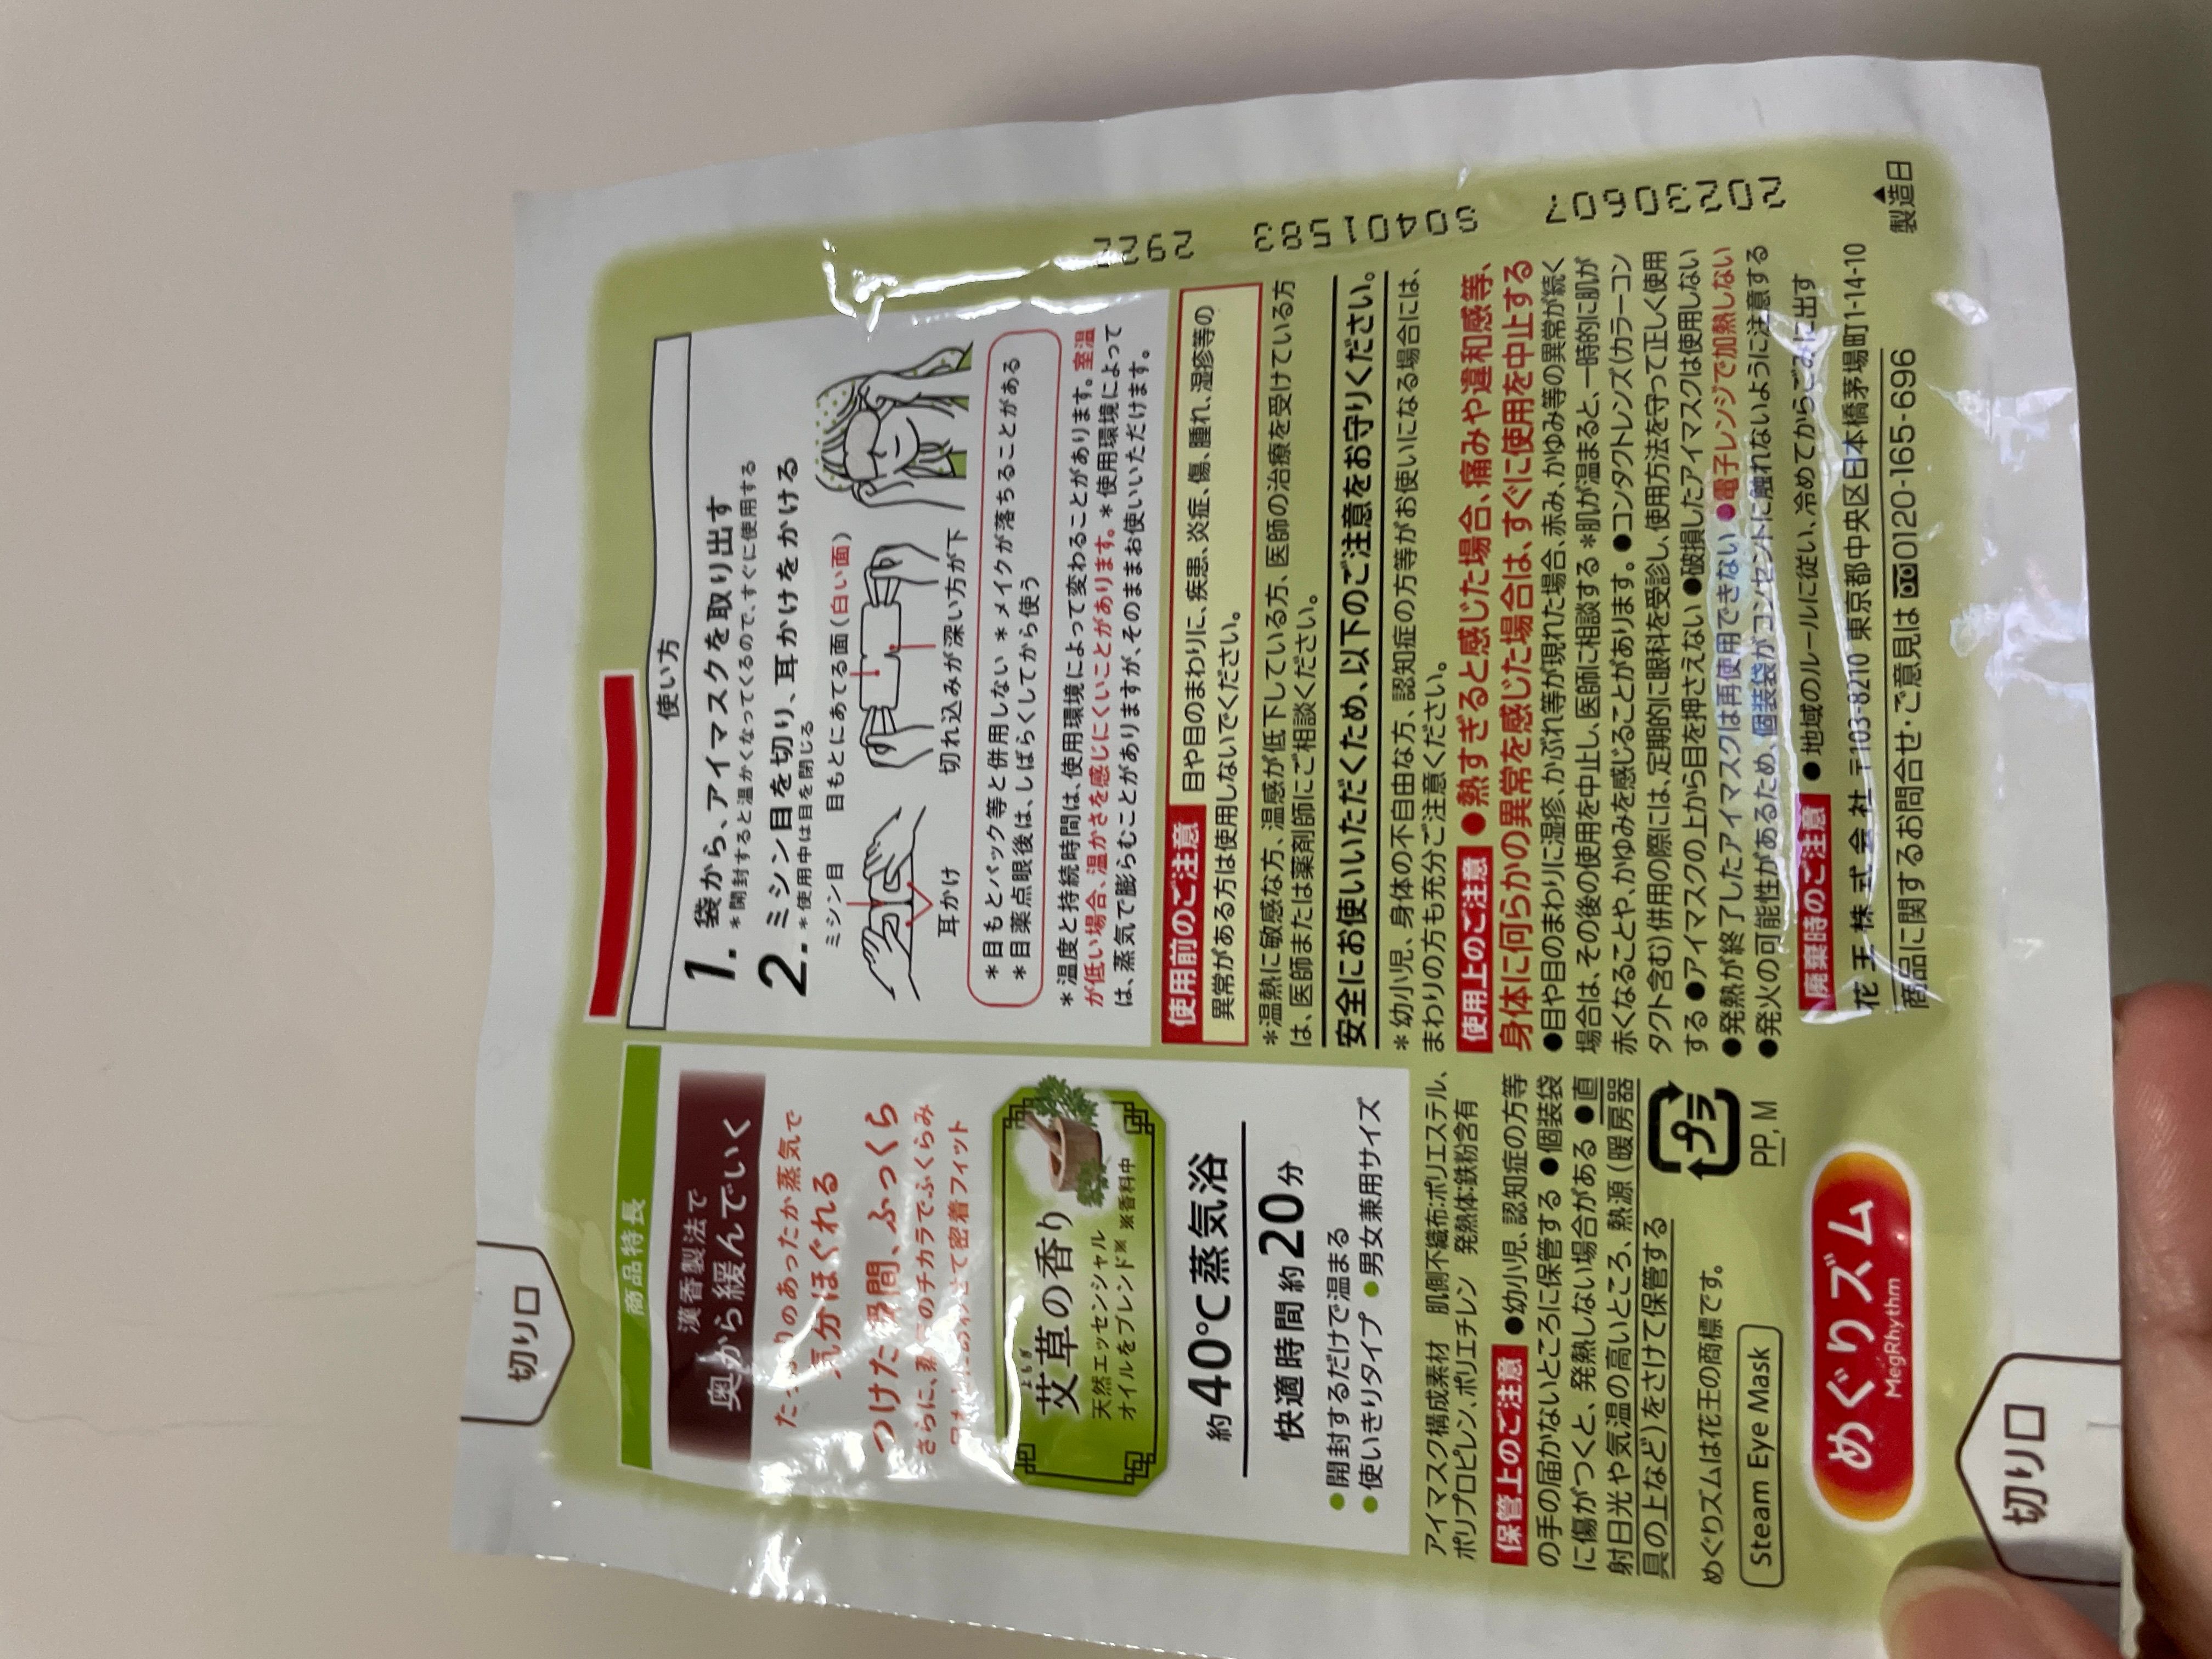 切り口
商品特長
漢香製法で
奥から緩んでいく
のあったか蒸気で
気分ほぐれる
つけた瞬間、ふっくら
さらに、蒸気のチカラでふくらみ
密着フィット
よもぎ
艾草の香り
天然エッセンシャル
オイルをブレンド※ ※香料中
約40℃蒸気浴
快適時間 約20分
●開封するだけで温まる
●使いきりタイプ ●男女兼用サイズ
アイマスク構成素材 肌側不織布:ポリエステル、
ポリプロピレン、ポリエチレン 発熱体:鉄粉含有
保管上のご注意 ●幼小児、認知症の方等
の手の届かないところに保管する ●個装袋
に傷がつくと、発熱しない場合がある ●直
射日光や気温の高いところ、熱源(暖房器
具の上など)をさけて保管する
プラ
PP, M
めぐりズムは花王の商標です。
Steam Eye Mask
めぐりズム
MegRhythm
使い方
1. 袋から、アイマスクを取り出す
*開封すると温かくなってくるので、すぐに使用する
2. ミシン目を切り、耳かけをかける
*使用中は目を閉じる
ミシン目 目もとにあてる面(白い面)
耳かけ 切れ込みが深い方が下
*目もとパック等と併用しない *メイクが落ちることがある
*目薬点眼後は、しばらくしてから使う
*温度と持続時間は、使用環境によって変わることがあります。室温
が低い場合、温かさを感じにくいことがあります。*使用環境によって
は、蒸気で膨らむことがありますが、そのままお使いいただけます。
使用前のご注意 目や目のまわりに、疾患、炎症、傷、腫れ、湿疹等の
異常がある方は使用しないでください。
*温熱に敏感な方、温感が低下している方、医師の治療を受けている方
は、医師または薬剤師にご相談ください。
安全にお使いいただくため、以下のご注意をお守りください。
*幼小児、身体の不自由な方、認知症の方等がお使いになる場合には、
まわりの方も充分ご注意ください。
使用上のご注意 ●熱すぎると感じた場合、痛みや違和感等、
身体に何らかの異常を感じた場合は、すぐに使用を中止する
●目や目のまわりに湿疹、かぶれ等が現れた場合、赤み、かゆみ等の異常が続く
場合は、その後の使用を中止し、医師に相談する *肌が温まると、一時的に肌が
赤くなることや、かゆみを感じることがあります。●コンタクトレンズ(カラーコン
タクト含む)併用の際には、定期的に眼科を受診し、使用方法を守って正しく使用
する ●アイマスクの上から目を押さえない ●破損したアイマスクは使用しない
●発熱が終了したアイマスクは再使用できない ●電子レンジで加熱しない
●発火の可能性があるため、個装袋がコンセントに触れないように注意する
廃棄時のご注意 ●地域のルールに従い、冷めてからごみに出す
花王株式会社 〒103-8210 東京都中央区日本橋茅場町1-14-10
商品に関するお問合せ・ご意見は 0120-165-696
20230607 30401583
▲製造日
切り口